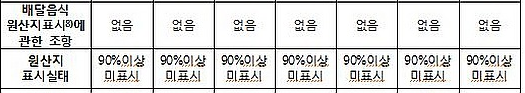 배달음식
원산지표시⁸⁾에
관한 조항
없음 없음 없음 없음 없음 없음 없음
원산지
표시실태
90%이상 90%이상 90%이상 90%이상 90%이상 90%이상 90%이상
미표시 미표시 미표시 미표시 미표시 미표시 미표시